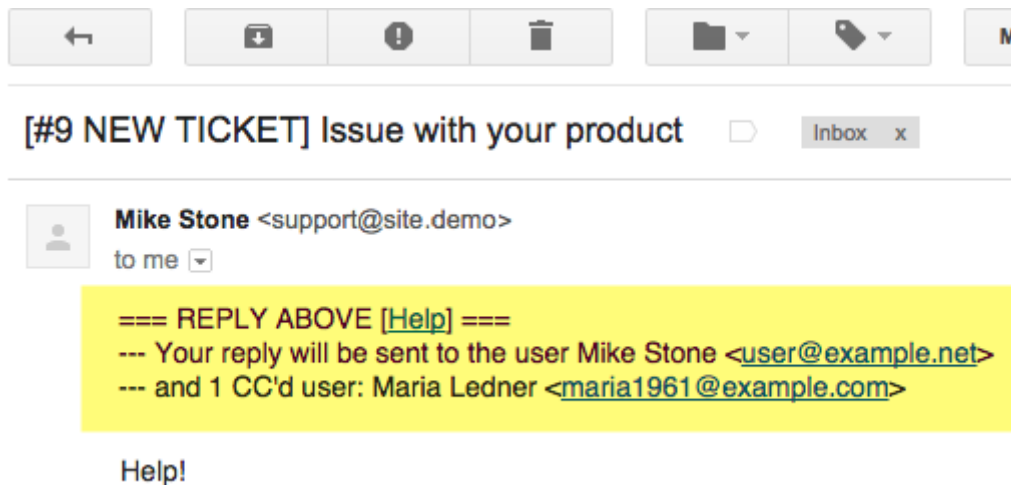 [#9 NEW TICKET] Issue with your product
Inbox x
Mike Stone <support@site.demo>
to me
=== REPLY ABOVE [Help] ===
--- Your reply will be sent to the user Mike Stone <user@example.net>
--- and 1 CC'd user: Maria Ledner <maria1961@example.com>
Help!